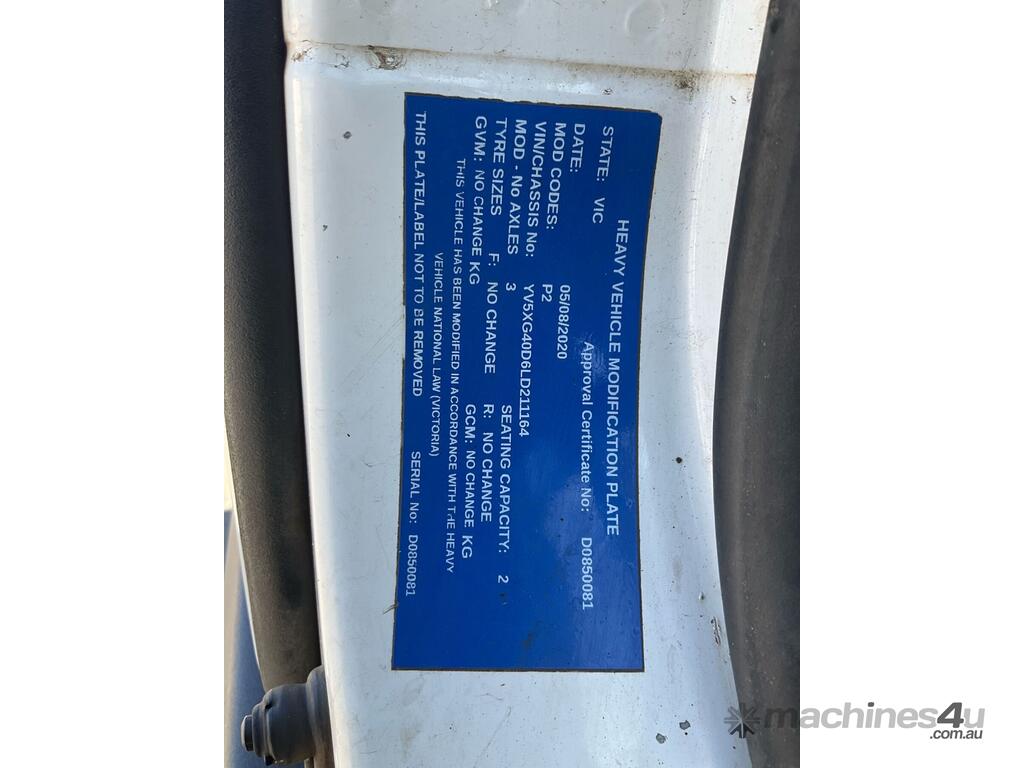 HEAVY VEHICLE MODIFICATION PLATE
STATE: VIC Approval Certificate No: D0850081
DATE: 05/08/2020
MOD CODES: P2
VIN/CHASSIS No: YV5XG40D6LD211164
MOD - No AXLES 3 SEATING CAPACITY: 2
TYRE SIZES F: NO CHANGE R: NO CHANGE
GVM: NO CHANGE KG GCM: NO CHANGE KG
THIS VEHICLE HAS BEEN MODIFIED IN ACCORDANCE WITH THE HEAVY
VEHICLE NATIONAL LAW (VICTORIA)
THIS PLATE/LABEL NOT TO BE REMOVED SERIAL No: D0850081
machines4u
.com.au